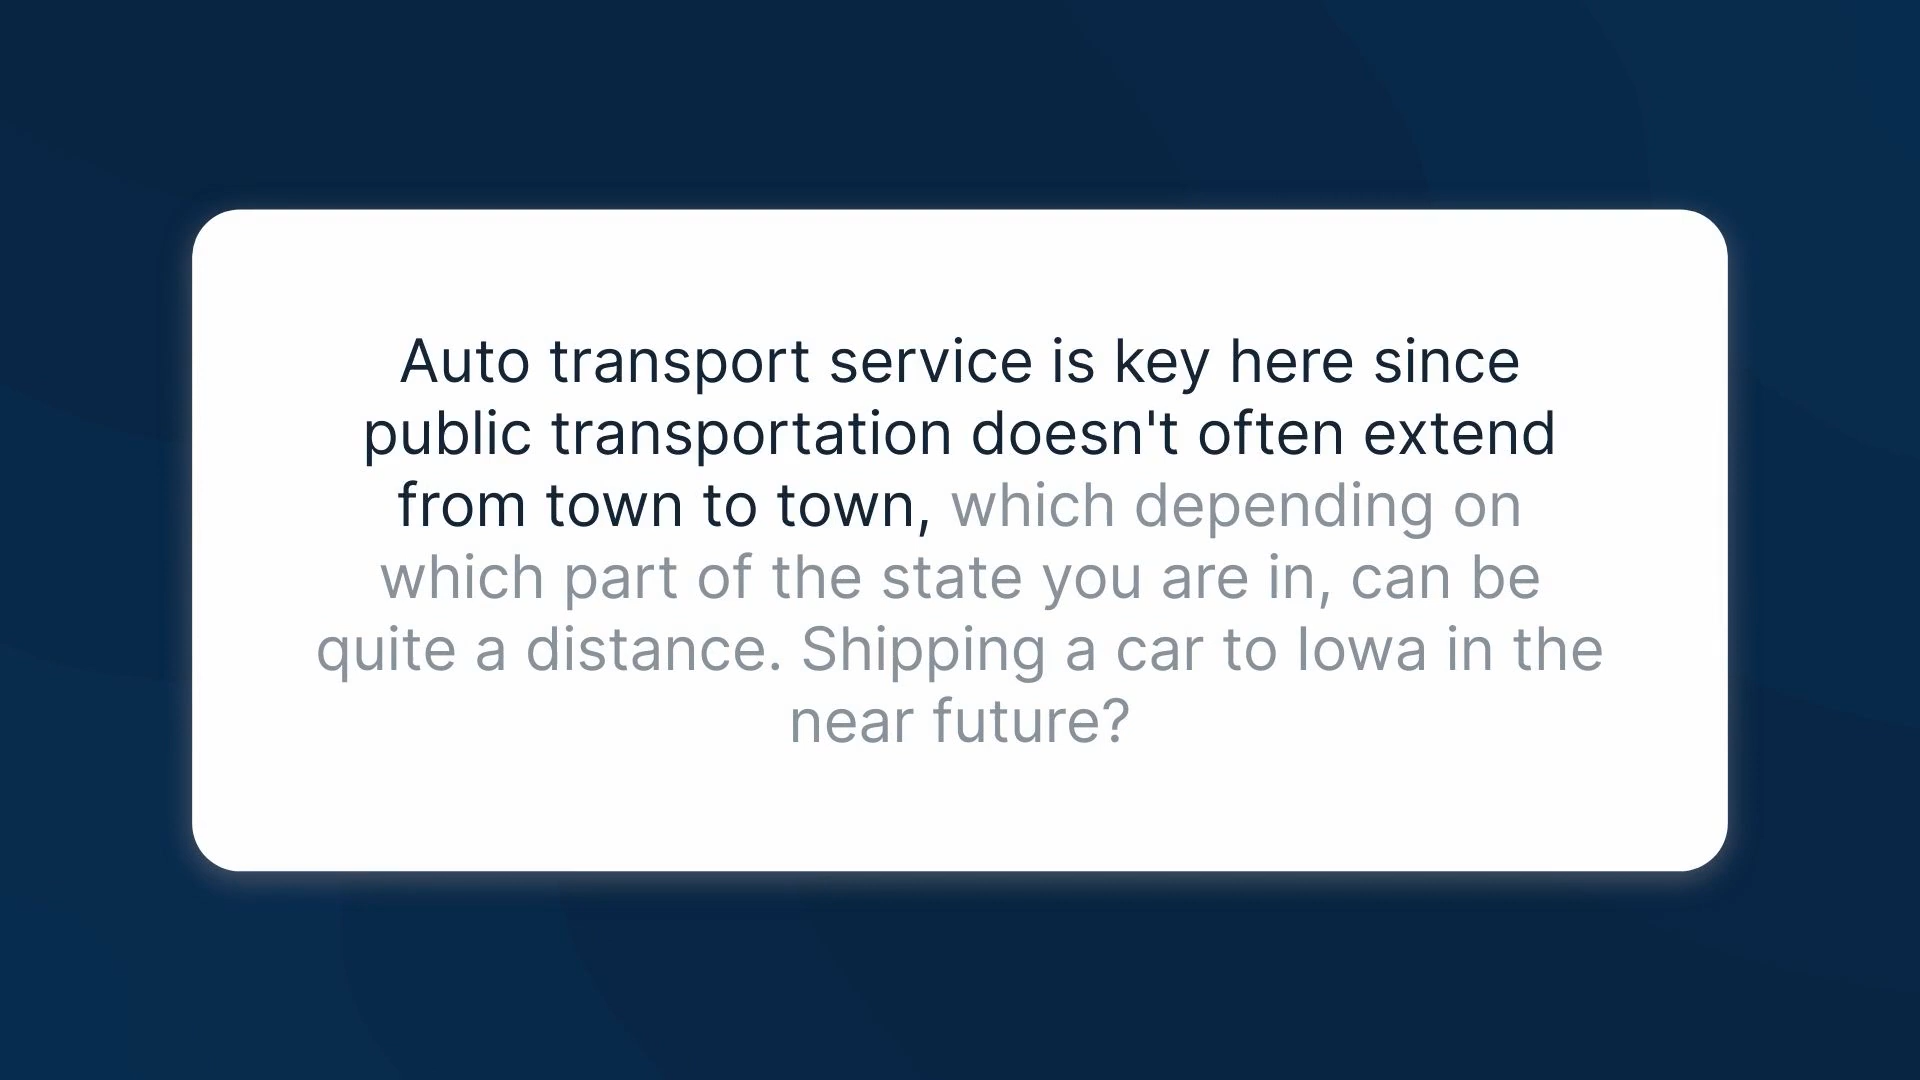 Auto transport service is key here since
public transportation doesn't often extend
from town to town, which depending on
which part of the state you are in, can be
quite a distance. Shipping a car to Iowa in the
near future?